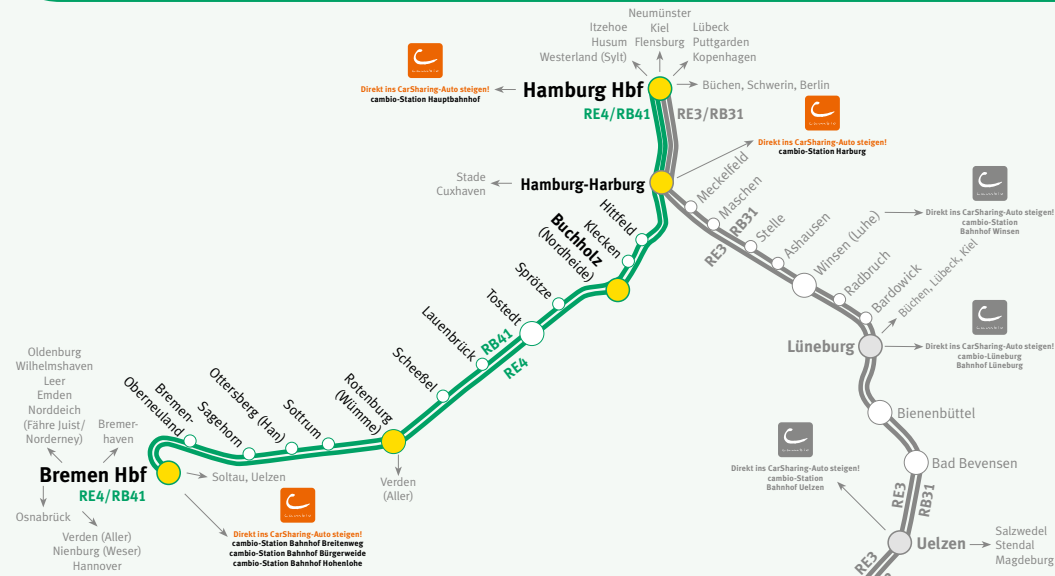 Neumünster
Itzehoe
Kiel
Lübeck
Husum
Flensburg
Puttgarden
Westerland (Sylt)
Kopenhagen
Direkt ins CarSharing-Auto steigen!
cambio-Station Hauptbahnhof
Hamburg Hbf
Büchen, Schwerin, Berlin
RE4/RB41
RE3/RB31
Direkt ins CarSharing-Auto steigen!
cambio-Station Harburg
Stade
Cuxhaven
Hamburg-Harburg
Meckelfeld
Maschen
RE3
RB31
Stelle
Ashausen
Winsen (Luhe)
Radbruch
Bardowick
Direkt ins CarSharing-Auto steigen!
cambio-Station
Bahnhof Winsen
Büchen, Lübeck, Kiel
Hittfeld
Klecken
Buchholz
(Nordheide)
Sprötze
Tostedt
RB41
RE4
Lauenbrück
Scheeßel
Rotenburg
(Wümme)
Sottrum
Ottersberg (Han)
Sagehorn
Bremen-
Oberneuland
Lüneburg
Direkt ins CarSharing-Auto steigen!
cambio-Lüneburg
Bahnhof Lüneburg
Bienenbüttel
Bad Bevensen
RE3
RB31
Direkt ins CarSharing-Auto steigen!
cambio-Station
Bahnhof Uelzen
Uelzen
Salzwedel
Stendal
Magdeburg
RE3
Oldenburg
Wilhelmshaven
Leer
Emden
Norddeich
(Fähre Juist/
Norderney)
Bremer-
haven
Bremen Hbf
RE4/RB41
Soltau, Uelzen
Verden
(Aller)
Osnabrück
Verden (Aller)
Nienburg (Weser)
Hannover
Direkt ins CarSharing-Auto steigen!
cambio-Station Bahnhof Breitenweg
cambio-Station Bahnhof Bürgerweide
cambio-Station Bahnhof Hohenlohe